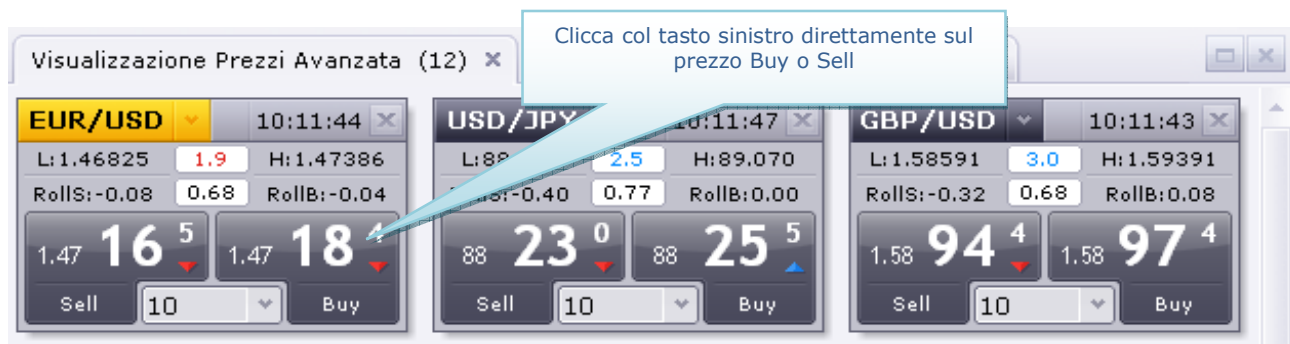 Clicca col tasto sinistro direttamente sul
prezzo Buy o Sell
Visualizzazione Prezzi Avanzata (12)
EUR/USD 10:11:44
L:1.46825 1.9 H:1.47386
RollS:-0.08 0.68 RollB:-0.04
1.47 16 5 1.47 18 4
Sell 10 Buy
USD/JPY 10:11:47
L:88 2.5 H:89.070
-0.40 0.77 RollB:0.00
88 23 0 88 25 5
Sell 10 Buy
GBP/USD 10:11:43
L:1.58591 3.0 H:1.59391
RollS:-0.32 0.68 RollB:0.08
1.58 94 4 1.58 97 4
Sell 10 Buy